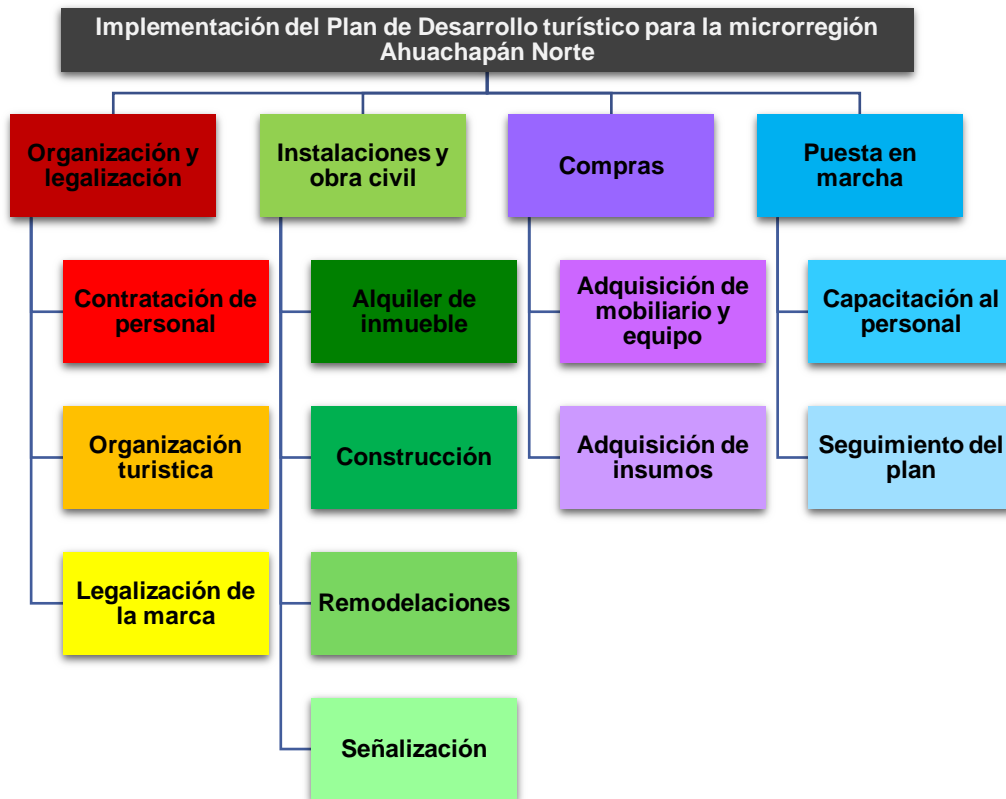 Implementación del Plan de Desarrollo turístico para la microrregión
Ahuachapán Norte
Organización y
legalización
Contratación de
personal
Organización
turistica
Legalización de
la marca
Instalaciones y
obra civil
Alquiler de
inmueble
Construcción
Remodelaciones
Señalización
Compras
Adquisición de
mobiliario y
equipo
Adquisición de
insumos
Puesta en
marcha
Capacitación al
personal
Seguimiento del
plan